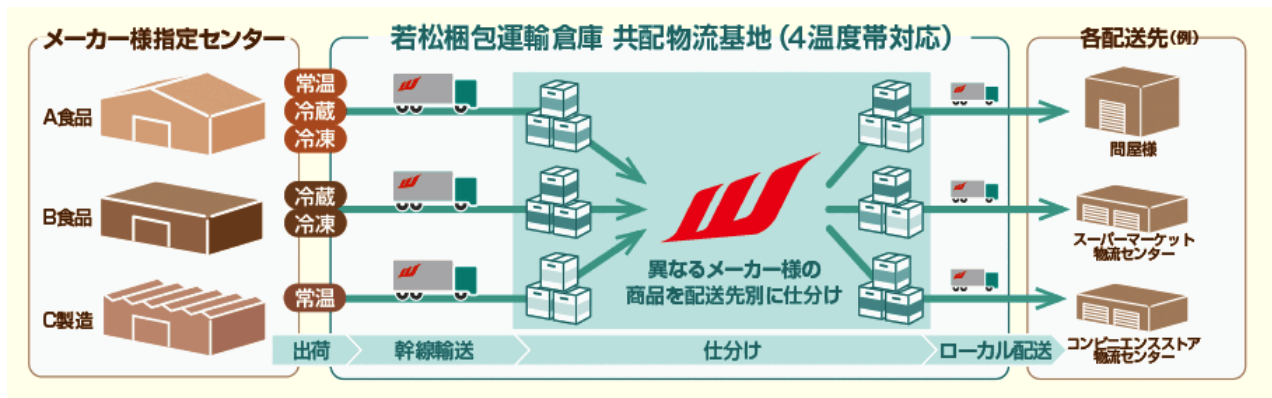 メーカー様指定センター
若松梱包運輸倉庫 共配物流基地（4温度帯対応）
各配送先（例）
A食品
常温
冷蔵
冷凍
B食品
冷蔵
冷凍
C製造
常温
異なるメーカー様の
商品を配送先別に仕分け
問屋様
スーパーマーケット
物流センター
コンビーエンスストア
物流センター
出荷
幹線輸送
仕分け
ローカル配送